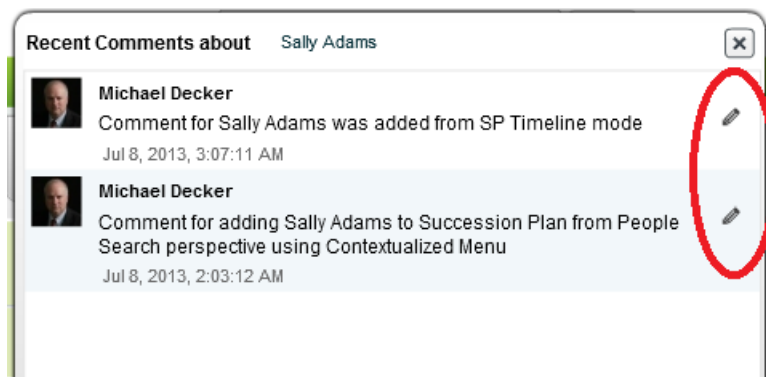 Recent Comments about Sally Adams
Michael Decker
Comment for Sally Adams was added from SP Timeline mode
Jul 8, 2013, 3:07:11 AM
Michael Decker
Comment for adding Sally Adams to Succession Plan from People
Search perspective using Contextualized Menu
Jul 8, 2013, 2:03:12 AM